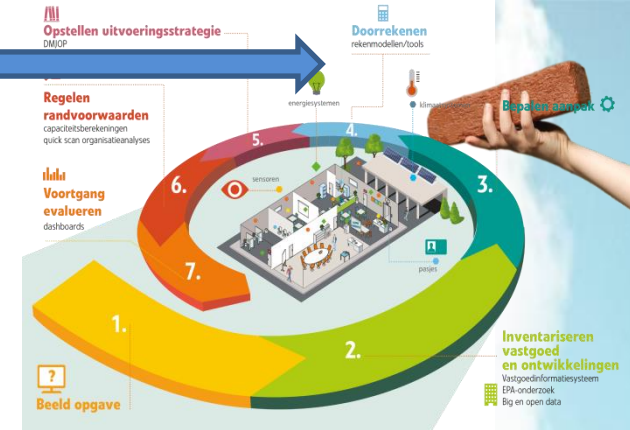 Opstellen uitvoeringsstrategie
DMJOP
Doorrekenen
rekenmodellen/tools
energiesystemen
Bepalen aanpak
Regelen
randvoorwaarden
capaciteitsberekeningen
quick scan organisatieanalyses
5.
4.
3.
6.
sensoren
Voortgang
evalueren
dashboards
7.
pasjes
1.
2.
Inventariseren
vastgoed
en ontwikkelingen
Vastgoedinformatiesysteem
EPA-onderzoek
Big en open data
?
Beeld opgave